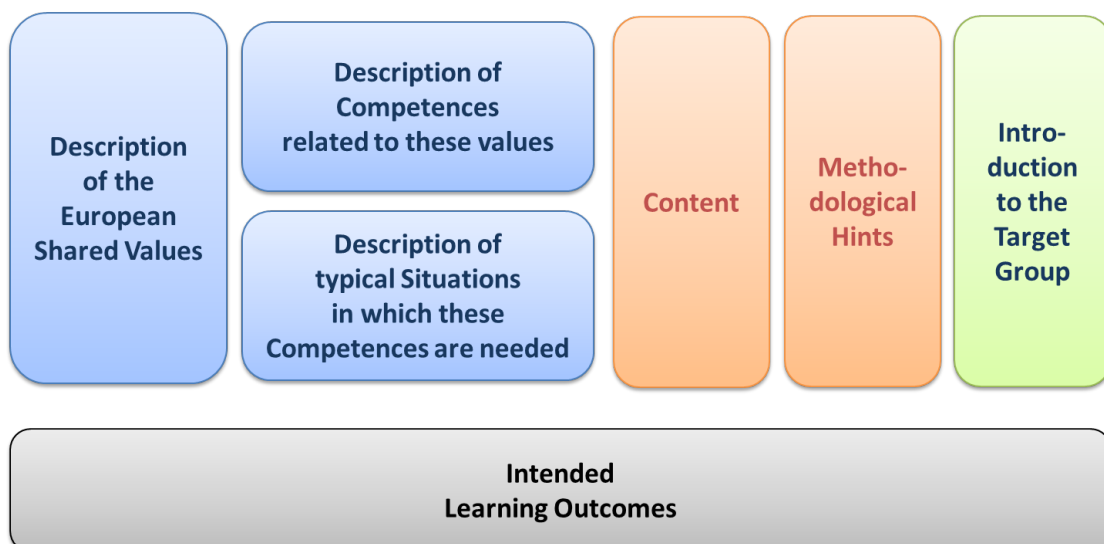 Description
of the
European
Shared Values
Description of
Competences
related to these values
Description of
typical Situations
in which these
Competences are needed
Content
Metho-
dological
Hints
Intro-
duction
to the
Target
Group
Intended
Learning Outcomes